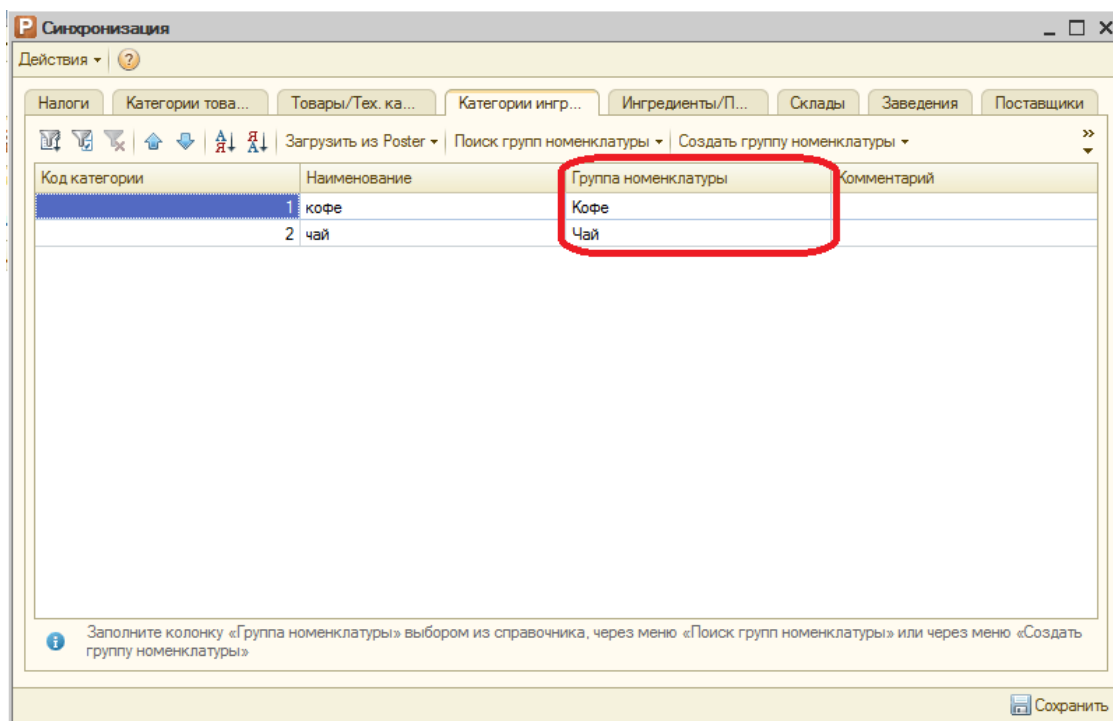 Синхронизация
Действия
Налоги Категории това... Товары/Тех. ка... Категории ингр... Ингредиенты/П... Склады Заведения Поставщики
Загрузить из Poster Поиск групп номенклатуры Создать группу номенклатуры
Код категории Наименование Группа номенклатуры Комментарий
1 кофе Кофе
2 чай Чай
Заполните колонку «Группа номенклатуры» выбором из справочника, через меню «Поиск групп номенклатуры» или через меню «Создать
группу номенклатуры»
Сохранить